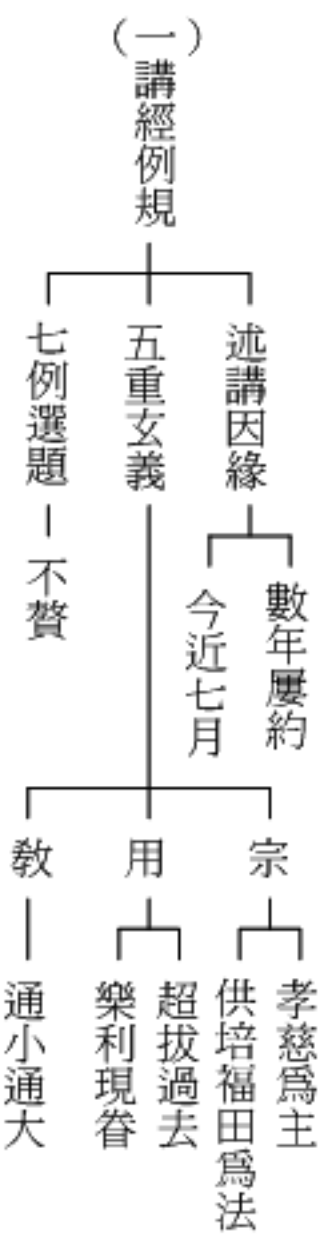 （一）講經例規
述講因緣
數年屢約
今近七月
五重玄義
宗
孝慈爲主
供培福田爲法
用
超拔過去
樂利現眷
教
通小通大
七例選題
不贅